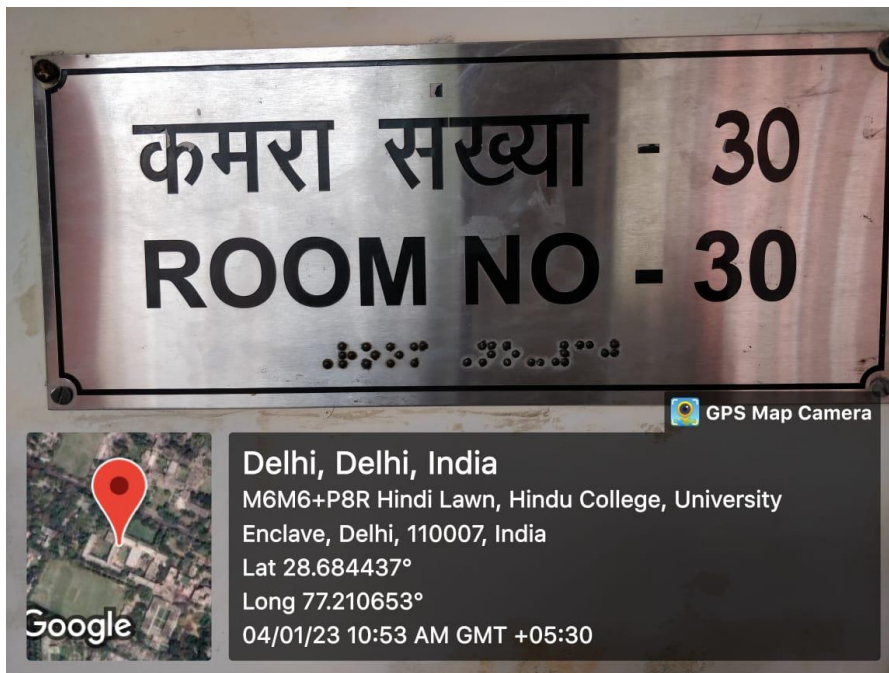 कमरा संख्या - 30
ROOM NO - 30
GPS Map Camera
Delhi, Delhi, India
M6M6+P8R Hindi Lawn, Hindu College, University
Enclave, Delhi, 110007, India
Lat 28.684437°
Long 77.210653°
04/01/23 10:53 AM GMT +05:30
Google